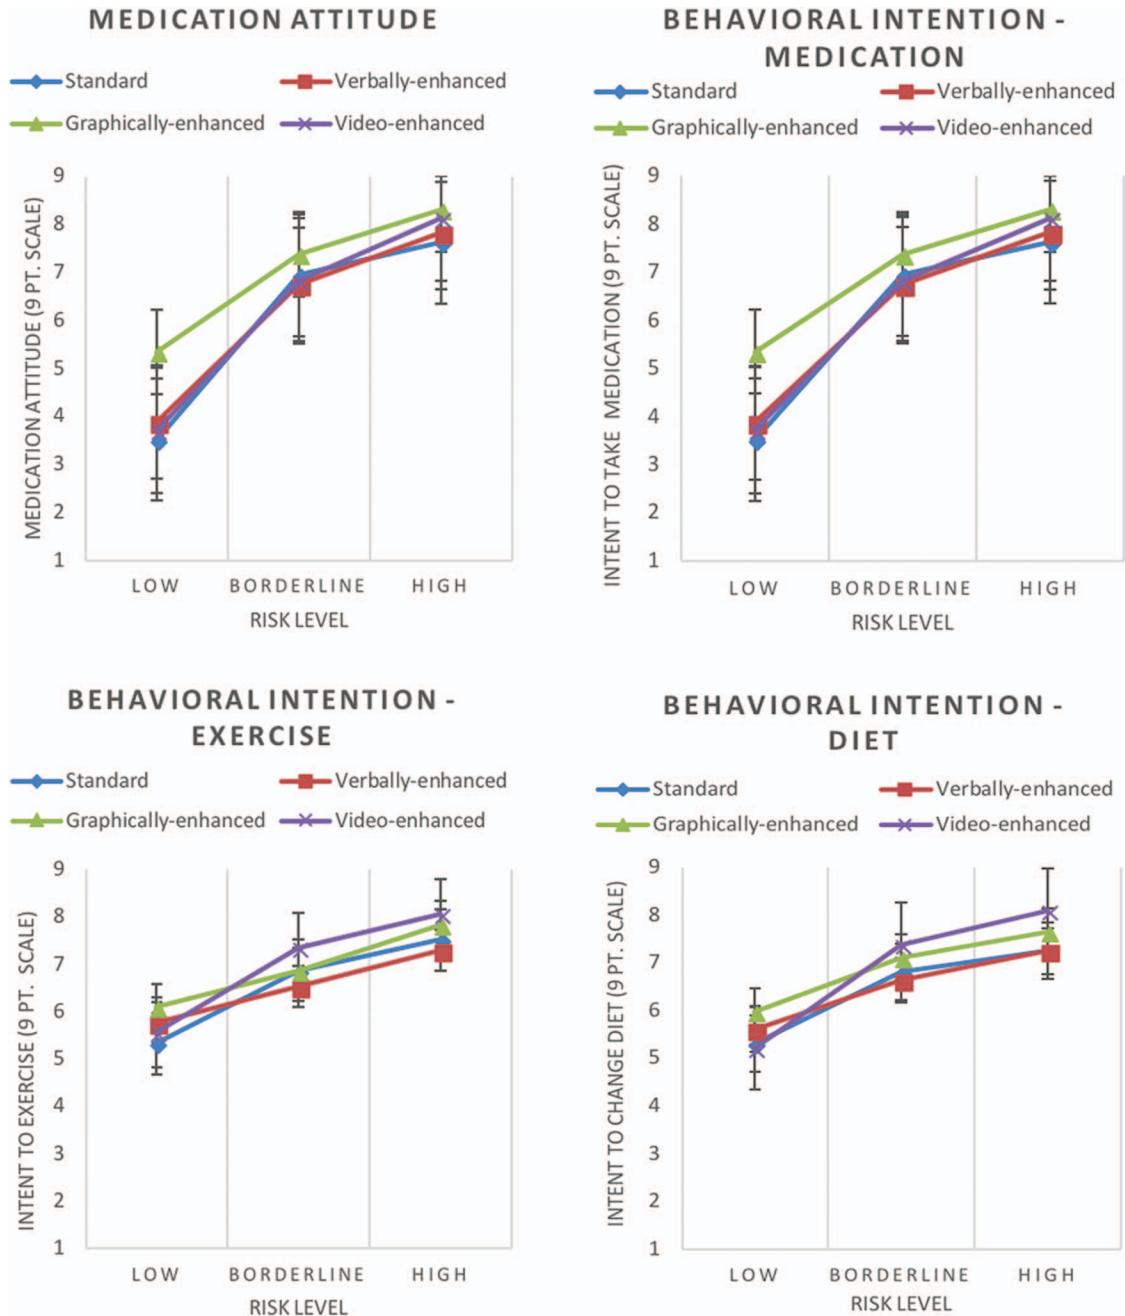 MEDICATION ATTITUDE
Standard
Verbally-enhanced
Graphically-enhanced
Video-enhanced
MEDICATION ATTITUDE (9 PT. SCALE)
9
8
7
6
5
4
3
2
1
LOW BORDERLINE HIGH
RISK LEVEL
BEHAVIORAL INTENTION -
MEDICATION
Standard
Verbally-enhanced
Graphically-enhanced
Video-enhanced
INTENT TO TAKE MEDICATION (9 PT. SCALE)
9
8
7
6
5
4
3
2
1
LOW BORDERLINE HIGH
RISK LEVEL
BEHAVIORAL INTENTION -
EXERCISE
Standard
Verbally-enhanced
Graphically-enhanced
Video-enhanced
INTENT TO EXERCISE (9 PT. SCALE)
9
8
7
6
5
4
3
2
1
LOW BORDERLINE HIGH
RISK LEVEL
BEHAVIORAL INTENTION -
DIET
Standard
Verbally-enhanced
Graphically-enhanced
Video-enhanced
INTENT TO CHANGE DIET (9 PT. SCALE)
9
8
7
6
5
4
3
2
1
LOW BORDERLINE HIGH
RISK LEVEL